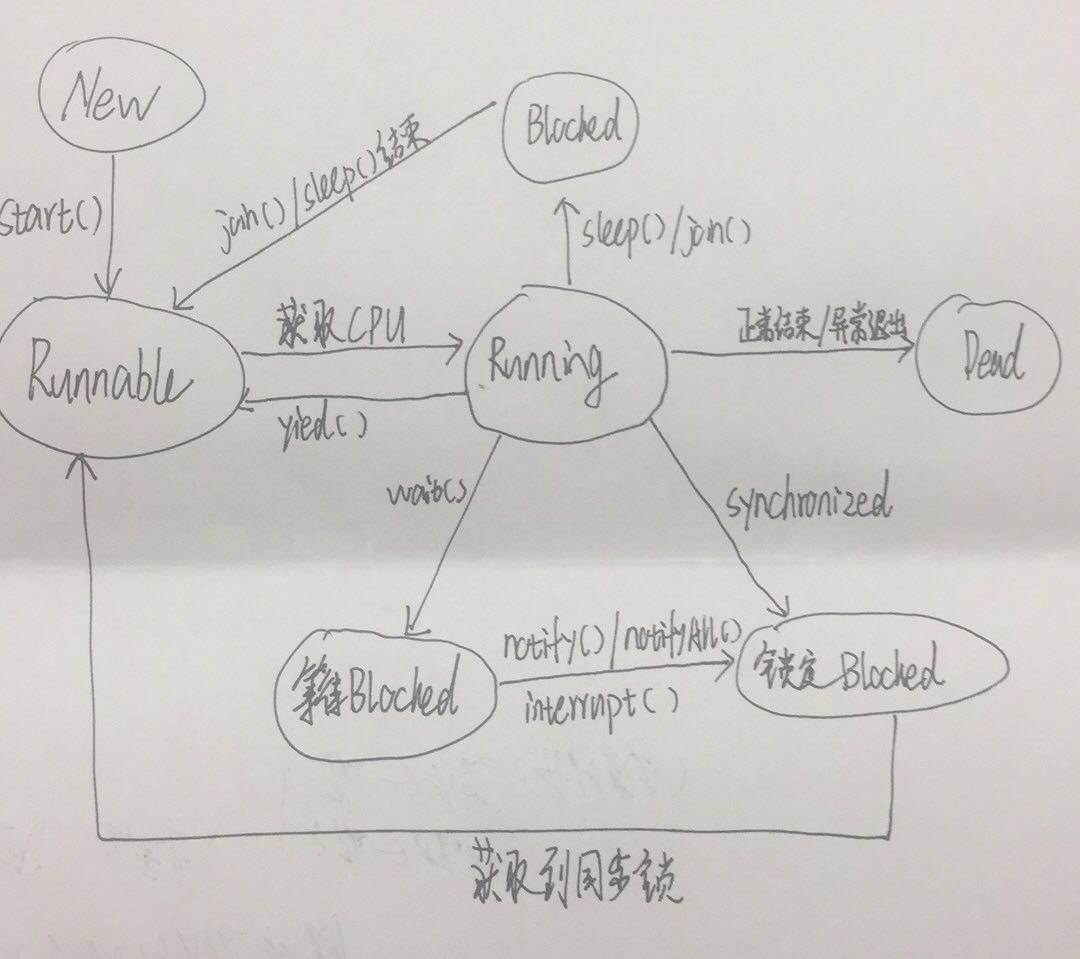 New
Blocked
start()
join()/sleep()结束
sleep()/join()
获取CPU
正常结束/异常退出
Runnable
Running
Dead
yied()
wait()
synchronized
notify()/notifyAll()
等待Blocked
锁定Blocked
interrupt()
获取到同步锁